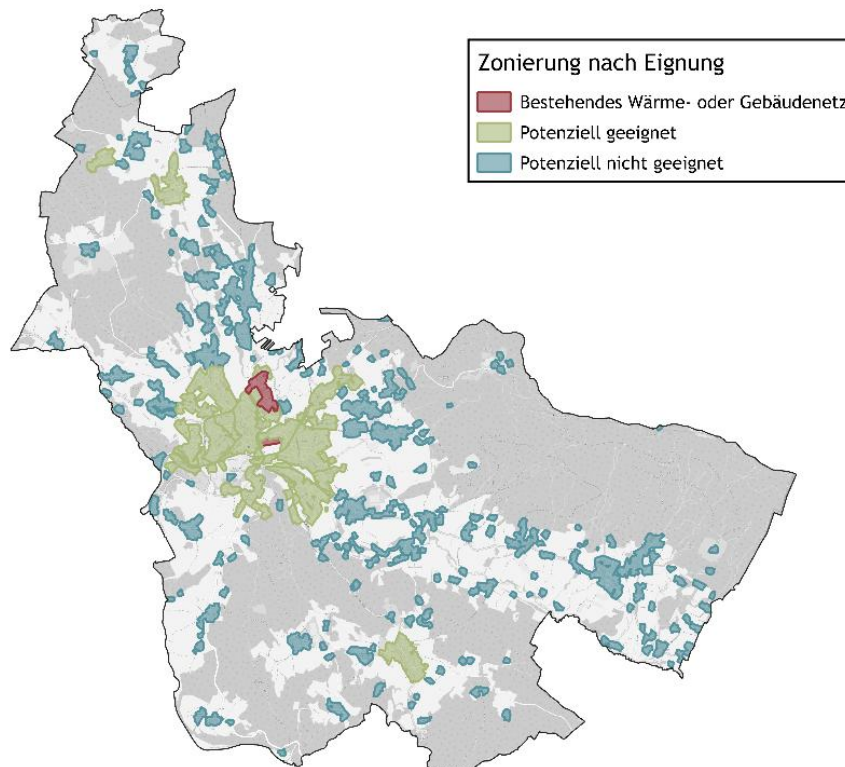 Zonierung nach Eignung
Bestehendes Wärme- oder Gebäudenetz
Potenziell geeignet
Potenziell nicht geeignet